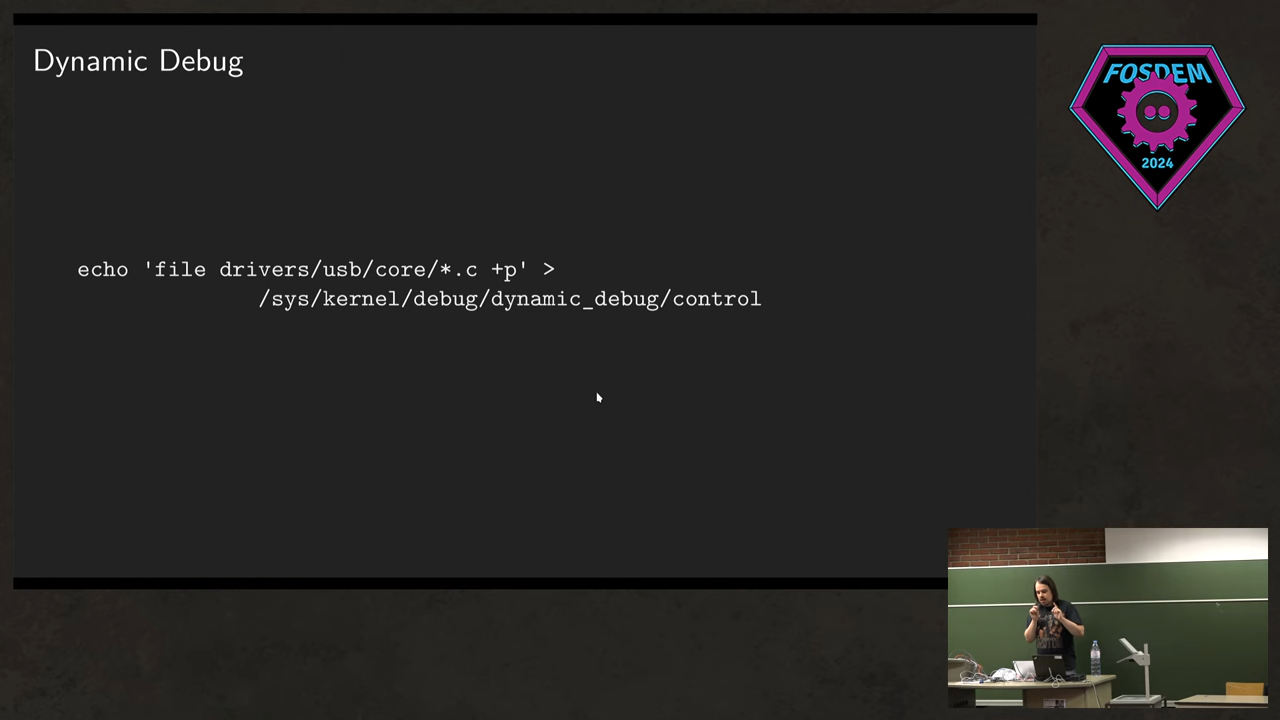 Dynamic Debug
echo 'file drivers/usb/core/*.c +p' >
/sys/kernel/debug/dynamic_debug/control
FOSDEM
2024